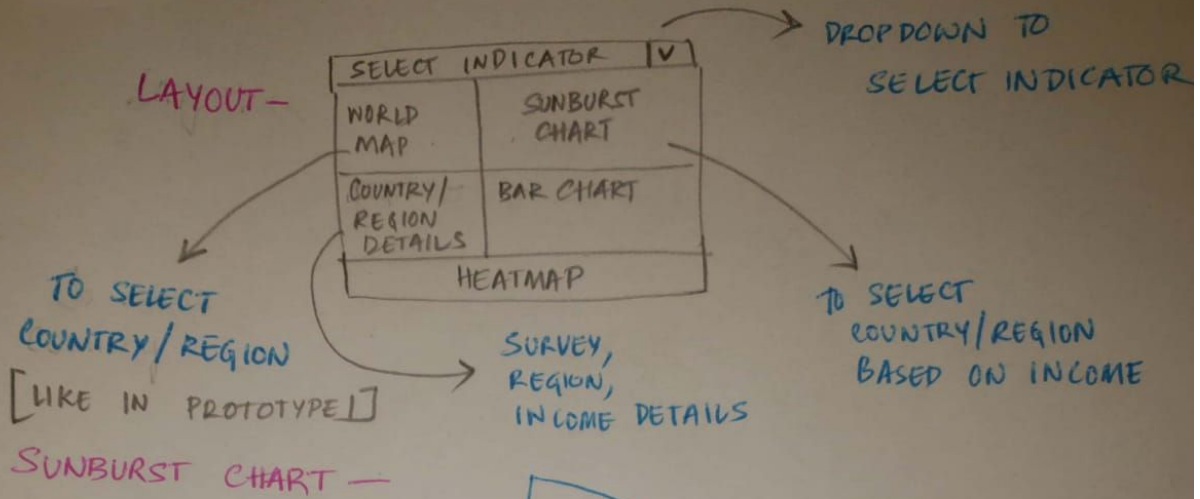 LAYOUT-
SELECT INDICATOR V
DROPDOWN TO
SELECT INDICATOR
WORLD
MAP
SUNBURST
CHART
COUNTRY/
REGION
DETAILS
BAR CHART
HEATMAP
TO SELECT
COUNTRY/REGION
[LIKE IN PROTOTYPE 1]
SURVEY,
REGION,
INCOME DETAILS
TO SELECT
COUNTRY/REGION
BASED ON INCOME
SUNBURST CHART —